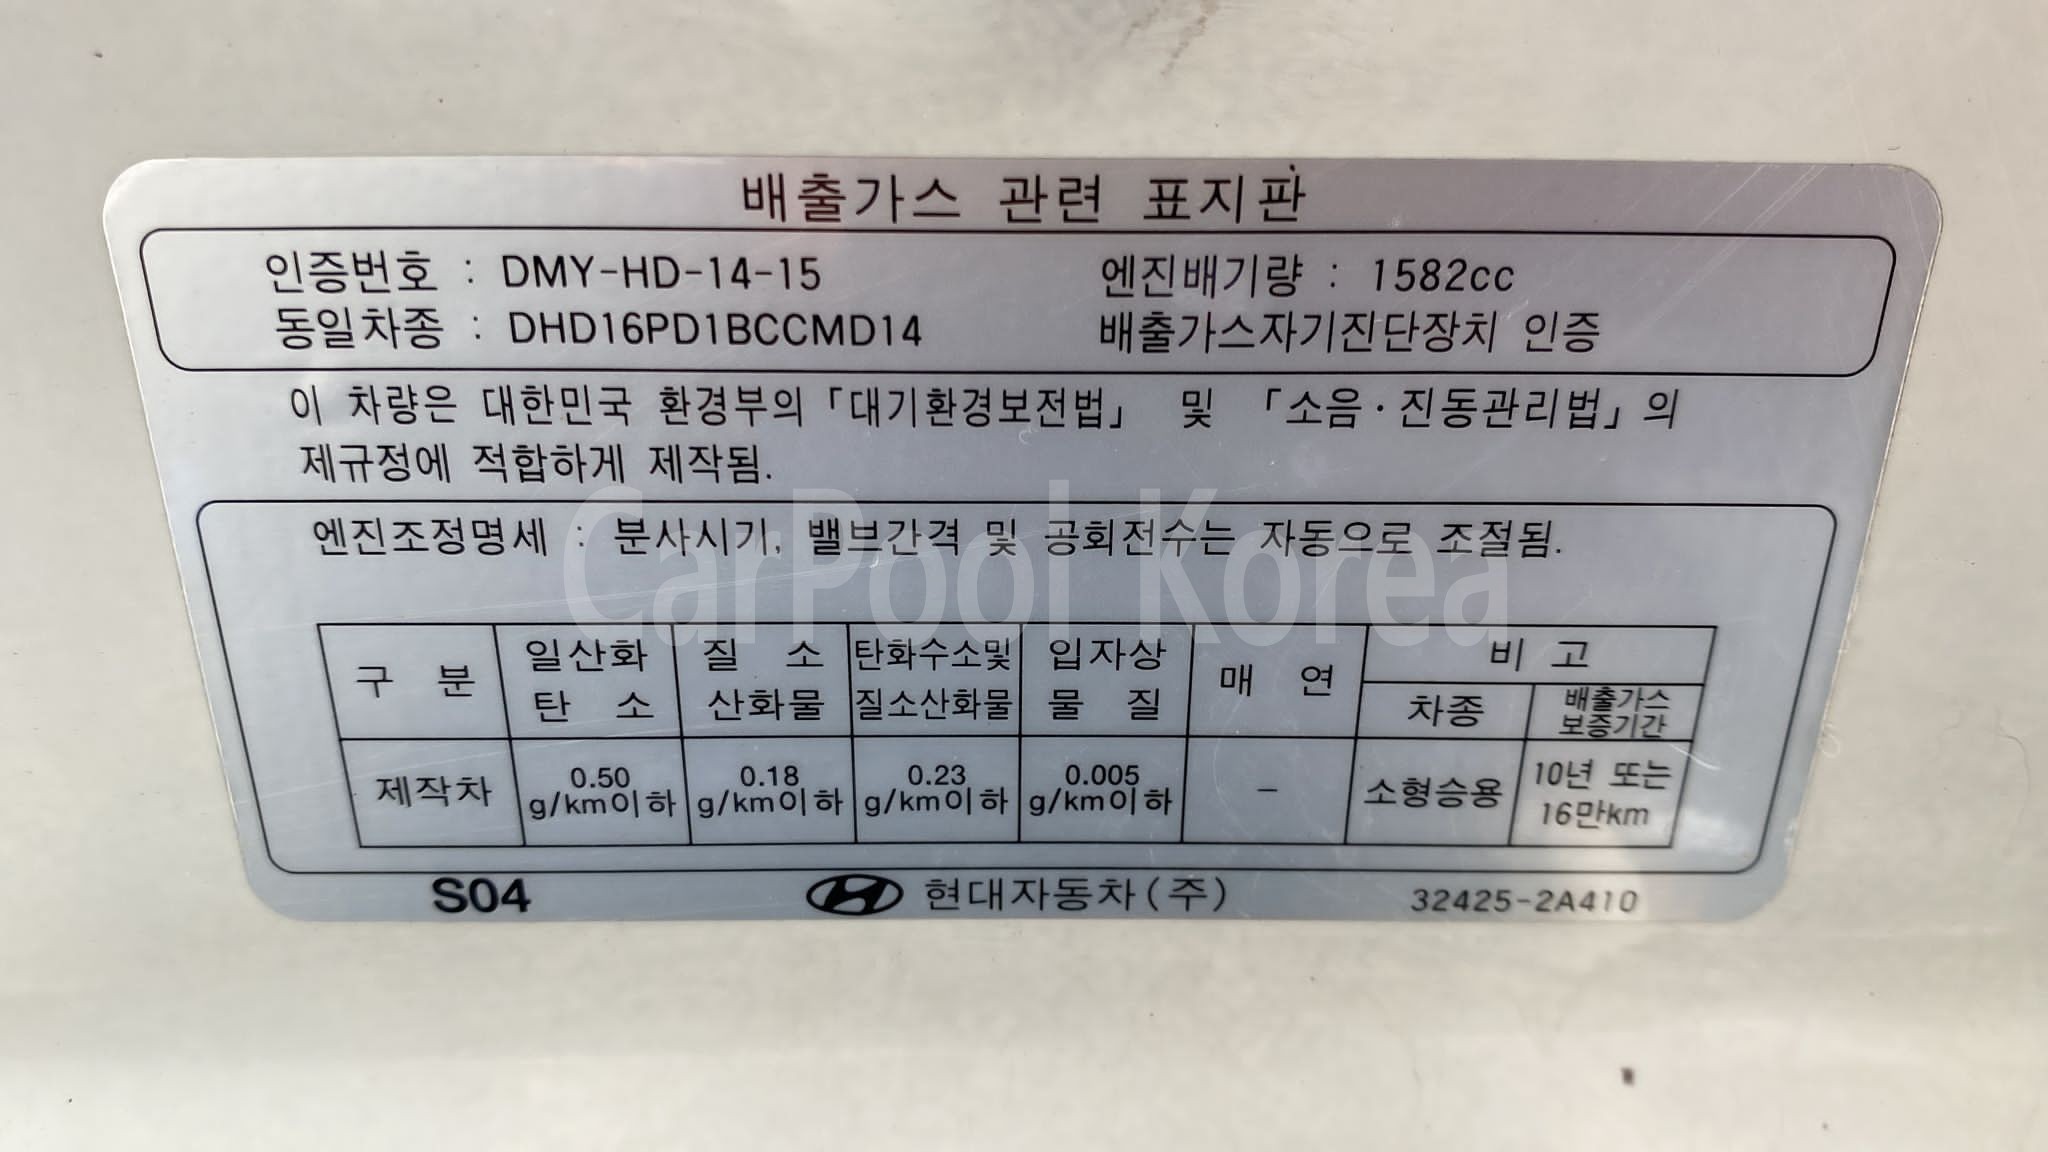 배출가스 관련 표지판
인증번호 : DMY-HD-14-15 엔진배기량 : 1582cc
동일차종 : DHD16PD1BCCMD14 배출가스자기진단장치 인증
이 차량은 대한민국 환경부의 「대기환경보전법」 및 「소음·진동관리법」의
제규정에 적합하게 제작됨.
엔진조정명세 : 분사시기, 밸브간격 및 공회전수는 자동으로 조절됨.
CarPool Korea
구 분 일산화 탄 소 질 소 산화물 탄화수소및 질소산화물 입자상 물 질 매 연 비 고
차종 배출가스 보증기간
제작차 0.50 g/km이하 0.18 g/km이하 0.23 g/km이하 0.005 g/km이하 - 소형승용 10년 또는 16만km
S04 현대자동차(주) 32425-2A410